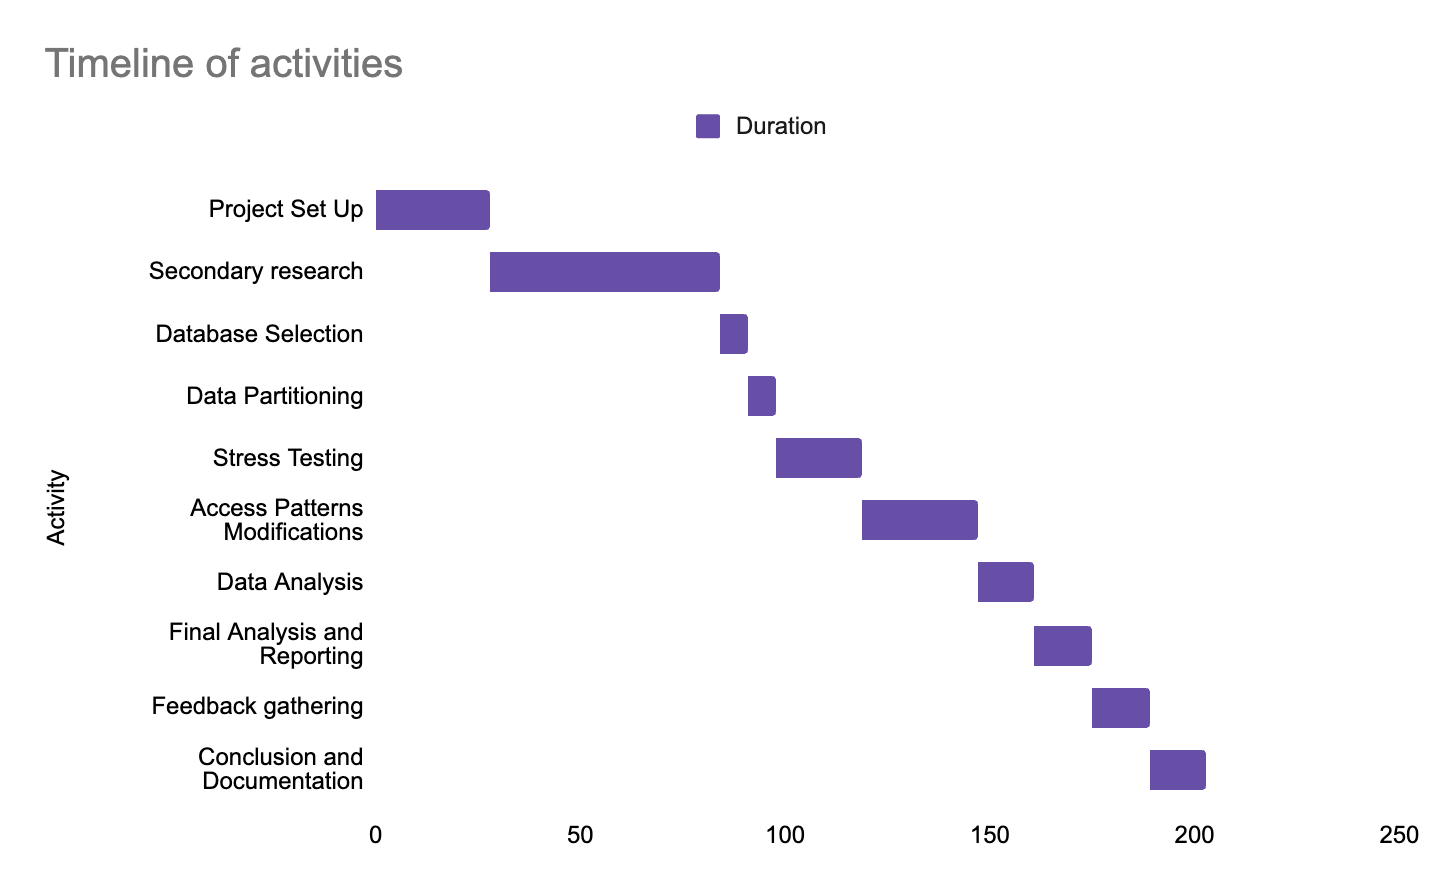 Timeline of activities
Duration
Activity
Project Set Up
Secondary research
Database Selection
Data Partitioning
Stress Testing
Access Patterns
Modifications
Data Analysis
Final Analysis and
Reporting
Feedback gathering
Conclusion and
Documentation
0 50 100 150 200 250